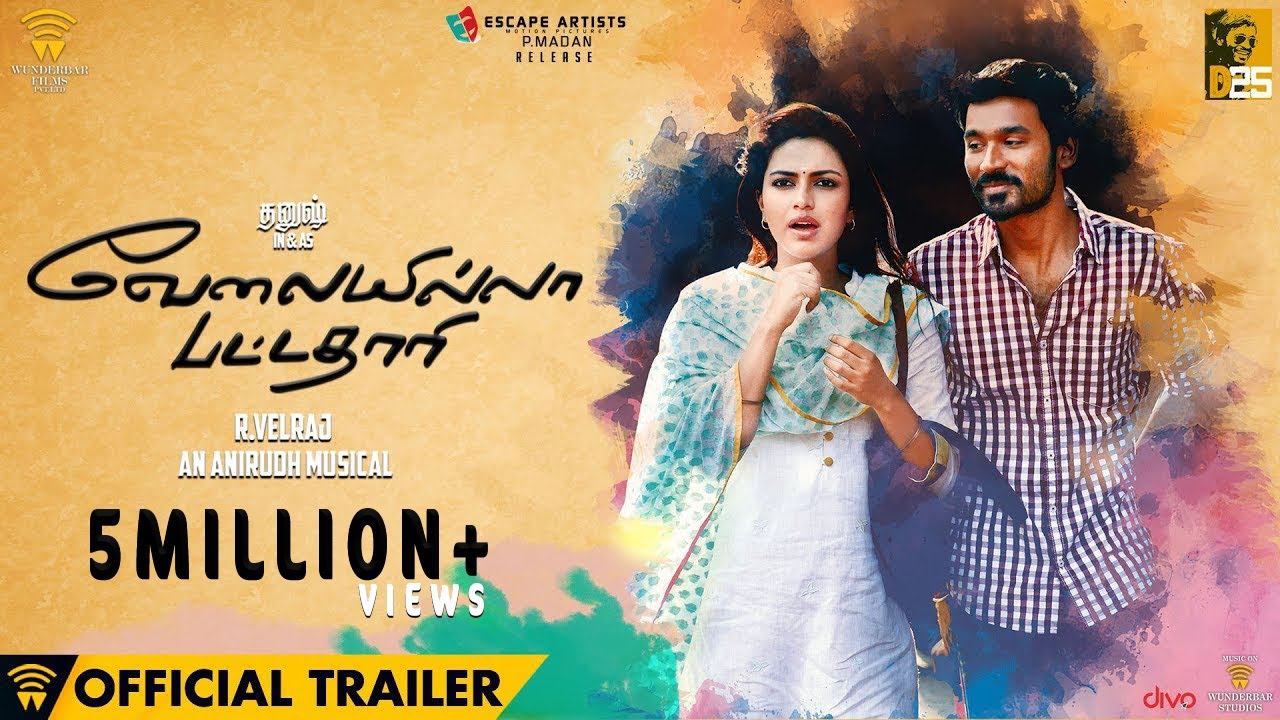 WUNDERBAR
FILMS
PVT LTD
ESCAPE ARTISTS
MOTION PICTURES
P.MADAN
RELEASE
D25
தனுஷ்
IN & AS
வேலையில்லா
பட்டதாரி
R.VELRAJ
AN ANIRUDH MUSICAL
5MILLION+
VIEWS
OFFICIAL TRAILER
divo
MUSIC ON
WUNDERBAR
STUDIOS